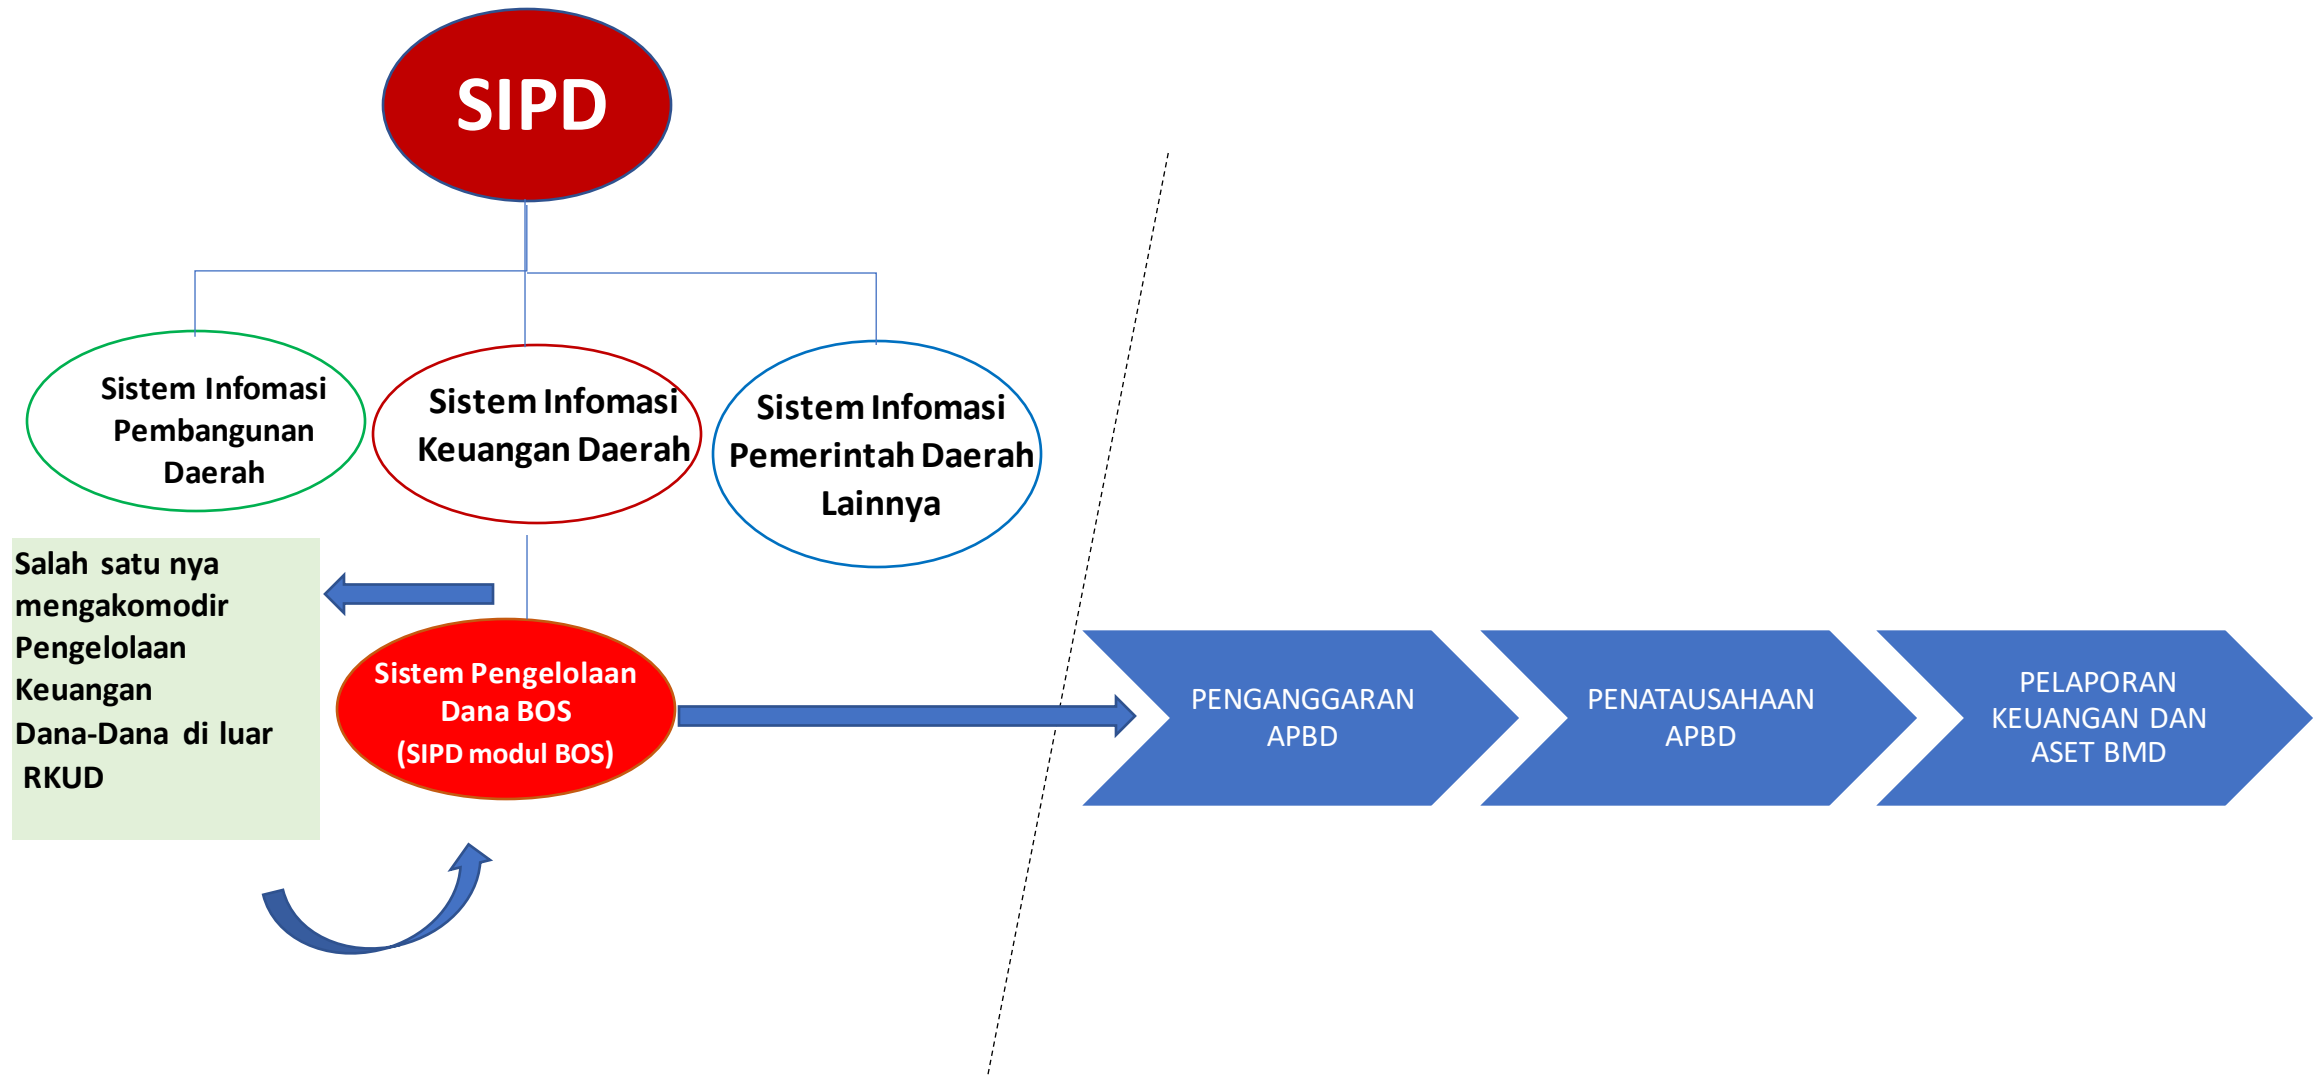 SIPD
Sistem Infomasi
Pembangunan
Daerah
Sistem Infomasi
Keuangan Daerah
Sistem Infomasi
Pemerintah Daerah
Lainnya
Salah satu nya
mengakomodir
Pengelolaan
Keuangan
Dana-Dana di luar
RKUD
Sistem Pengelolaan
Dana BOS
(SIPD modul BOS)
PENGANGGARAN
APBD
PENATAUSAHAAN
APBD
PELAPORAN
KEUANGAN DAN
ASET BMD